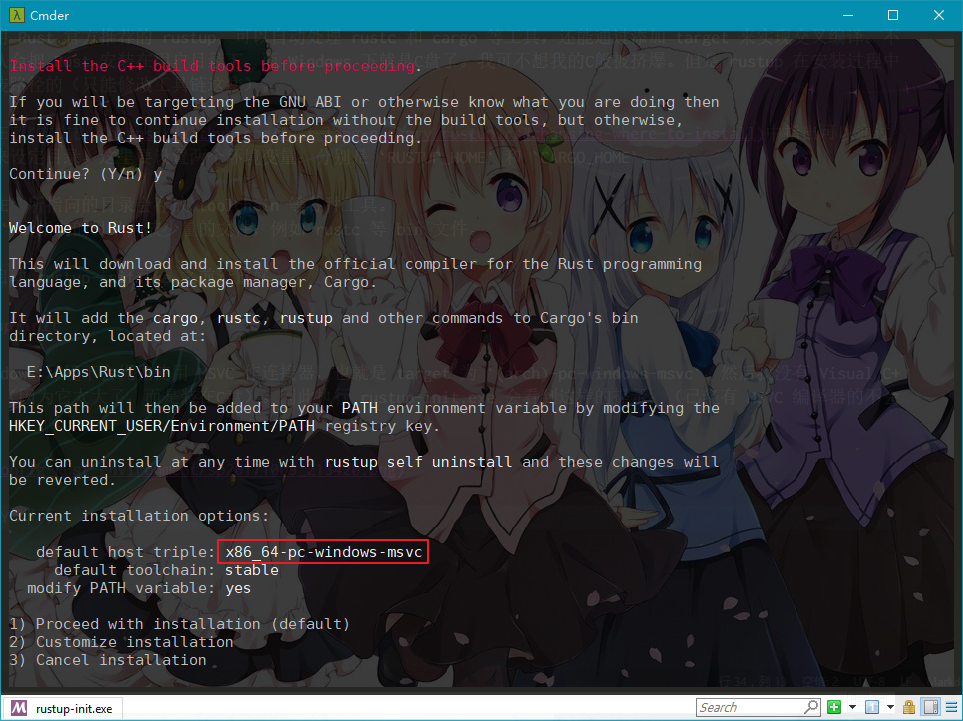 Cmder
Install the C++ build tools before proceeding.
If you will be targetting the GNU ABI or otherwise know what you are doing then
it is fine to continue installation without the build tools, but otherwise,
install the C++ build tools before proceeding.
Continue? (Y/n) y
Welcome to Rust!
This will download and install the official compiler for the Rust programming
language, and its package manager, Cargo.
It will add the cargo, rustc, rustup and other commands to Cargo's bin
directory, located at:
E:\Apps\Rust\bin
This path will then be added to your PATH environment variable by modifying the
HKEY_CURRENT_USER/Environment/PATH registry key.
You can uninstall at any time with rustup self uninstall and these changes will
be reverted.
Current installation options:
default host triple: x86_64-pc-windows-msvc
default toolchain: stable
modify PATH variable: yes
1) Proceed with installation (default)
2) Customize installation
3) Cancel installation
rustup-init.exe
Search